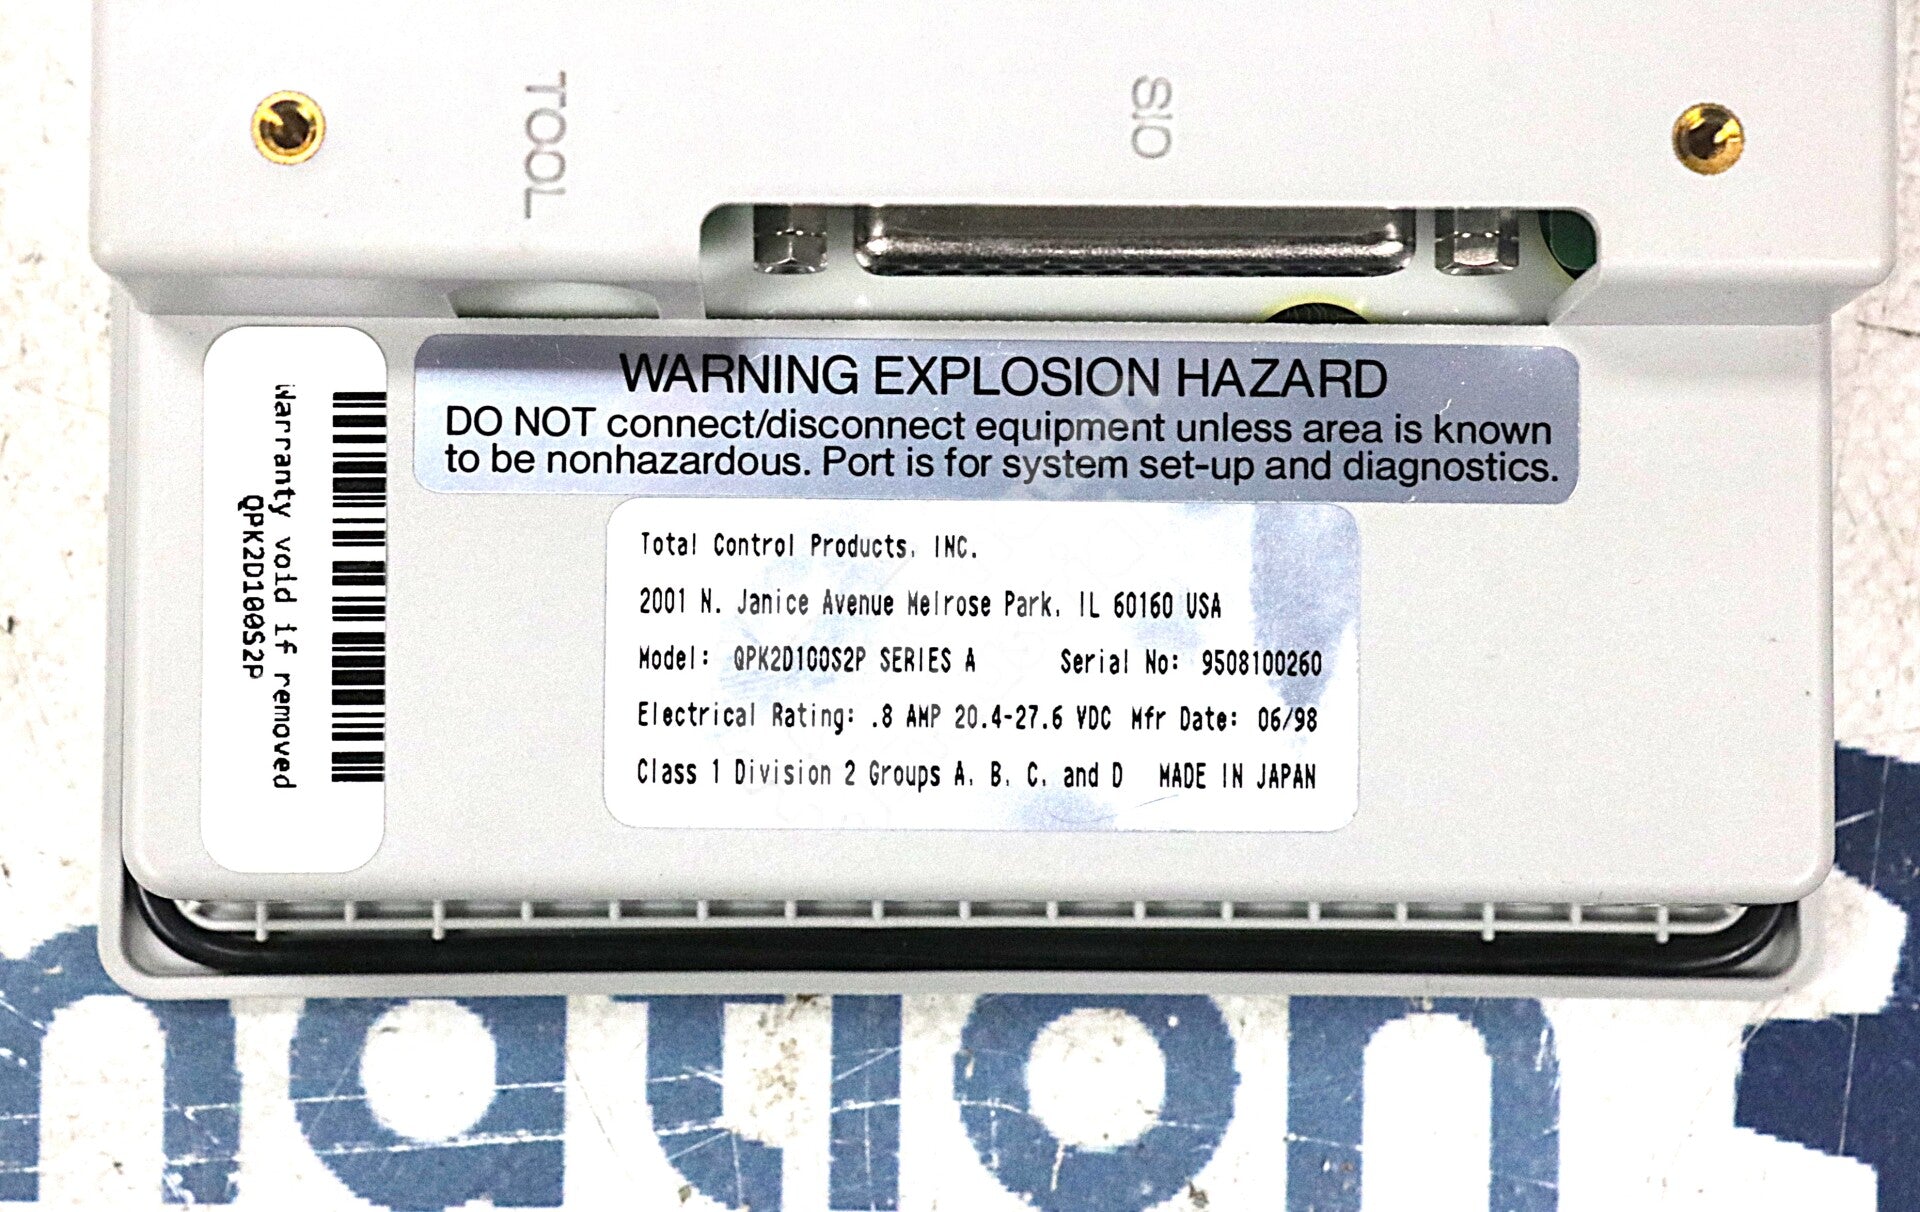 TOOL
SIO
WARNING EXPLOSION HAZARD
DO NOT connect/disconnect equipment unless area is known
to be nonhazardous. Port is for system set-up and diagnostics.
Warranty void if removed
QPK2D100S2P
Total Control Products, INC.
2001 N. Janice Avenue Melrose Park, IL 60160 USA
Model: QPK2D100S2P SERIES A Serial No: 9508100260
Electrical Rating: .8 AMP 20.4-27.6 VDC Mfr Date: 06/98
Class 1 Division 2 Groups A, B, C, and D MADE IN JAPAN
mation